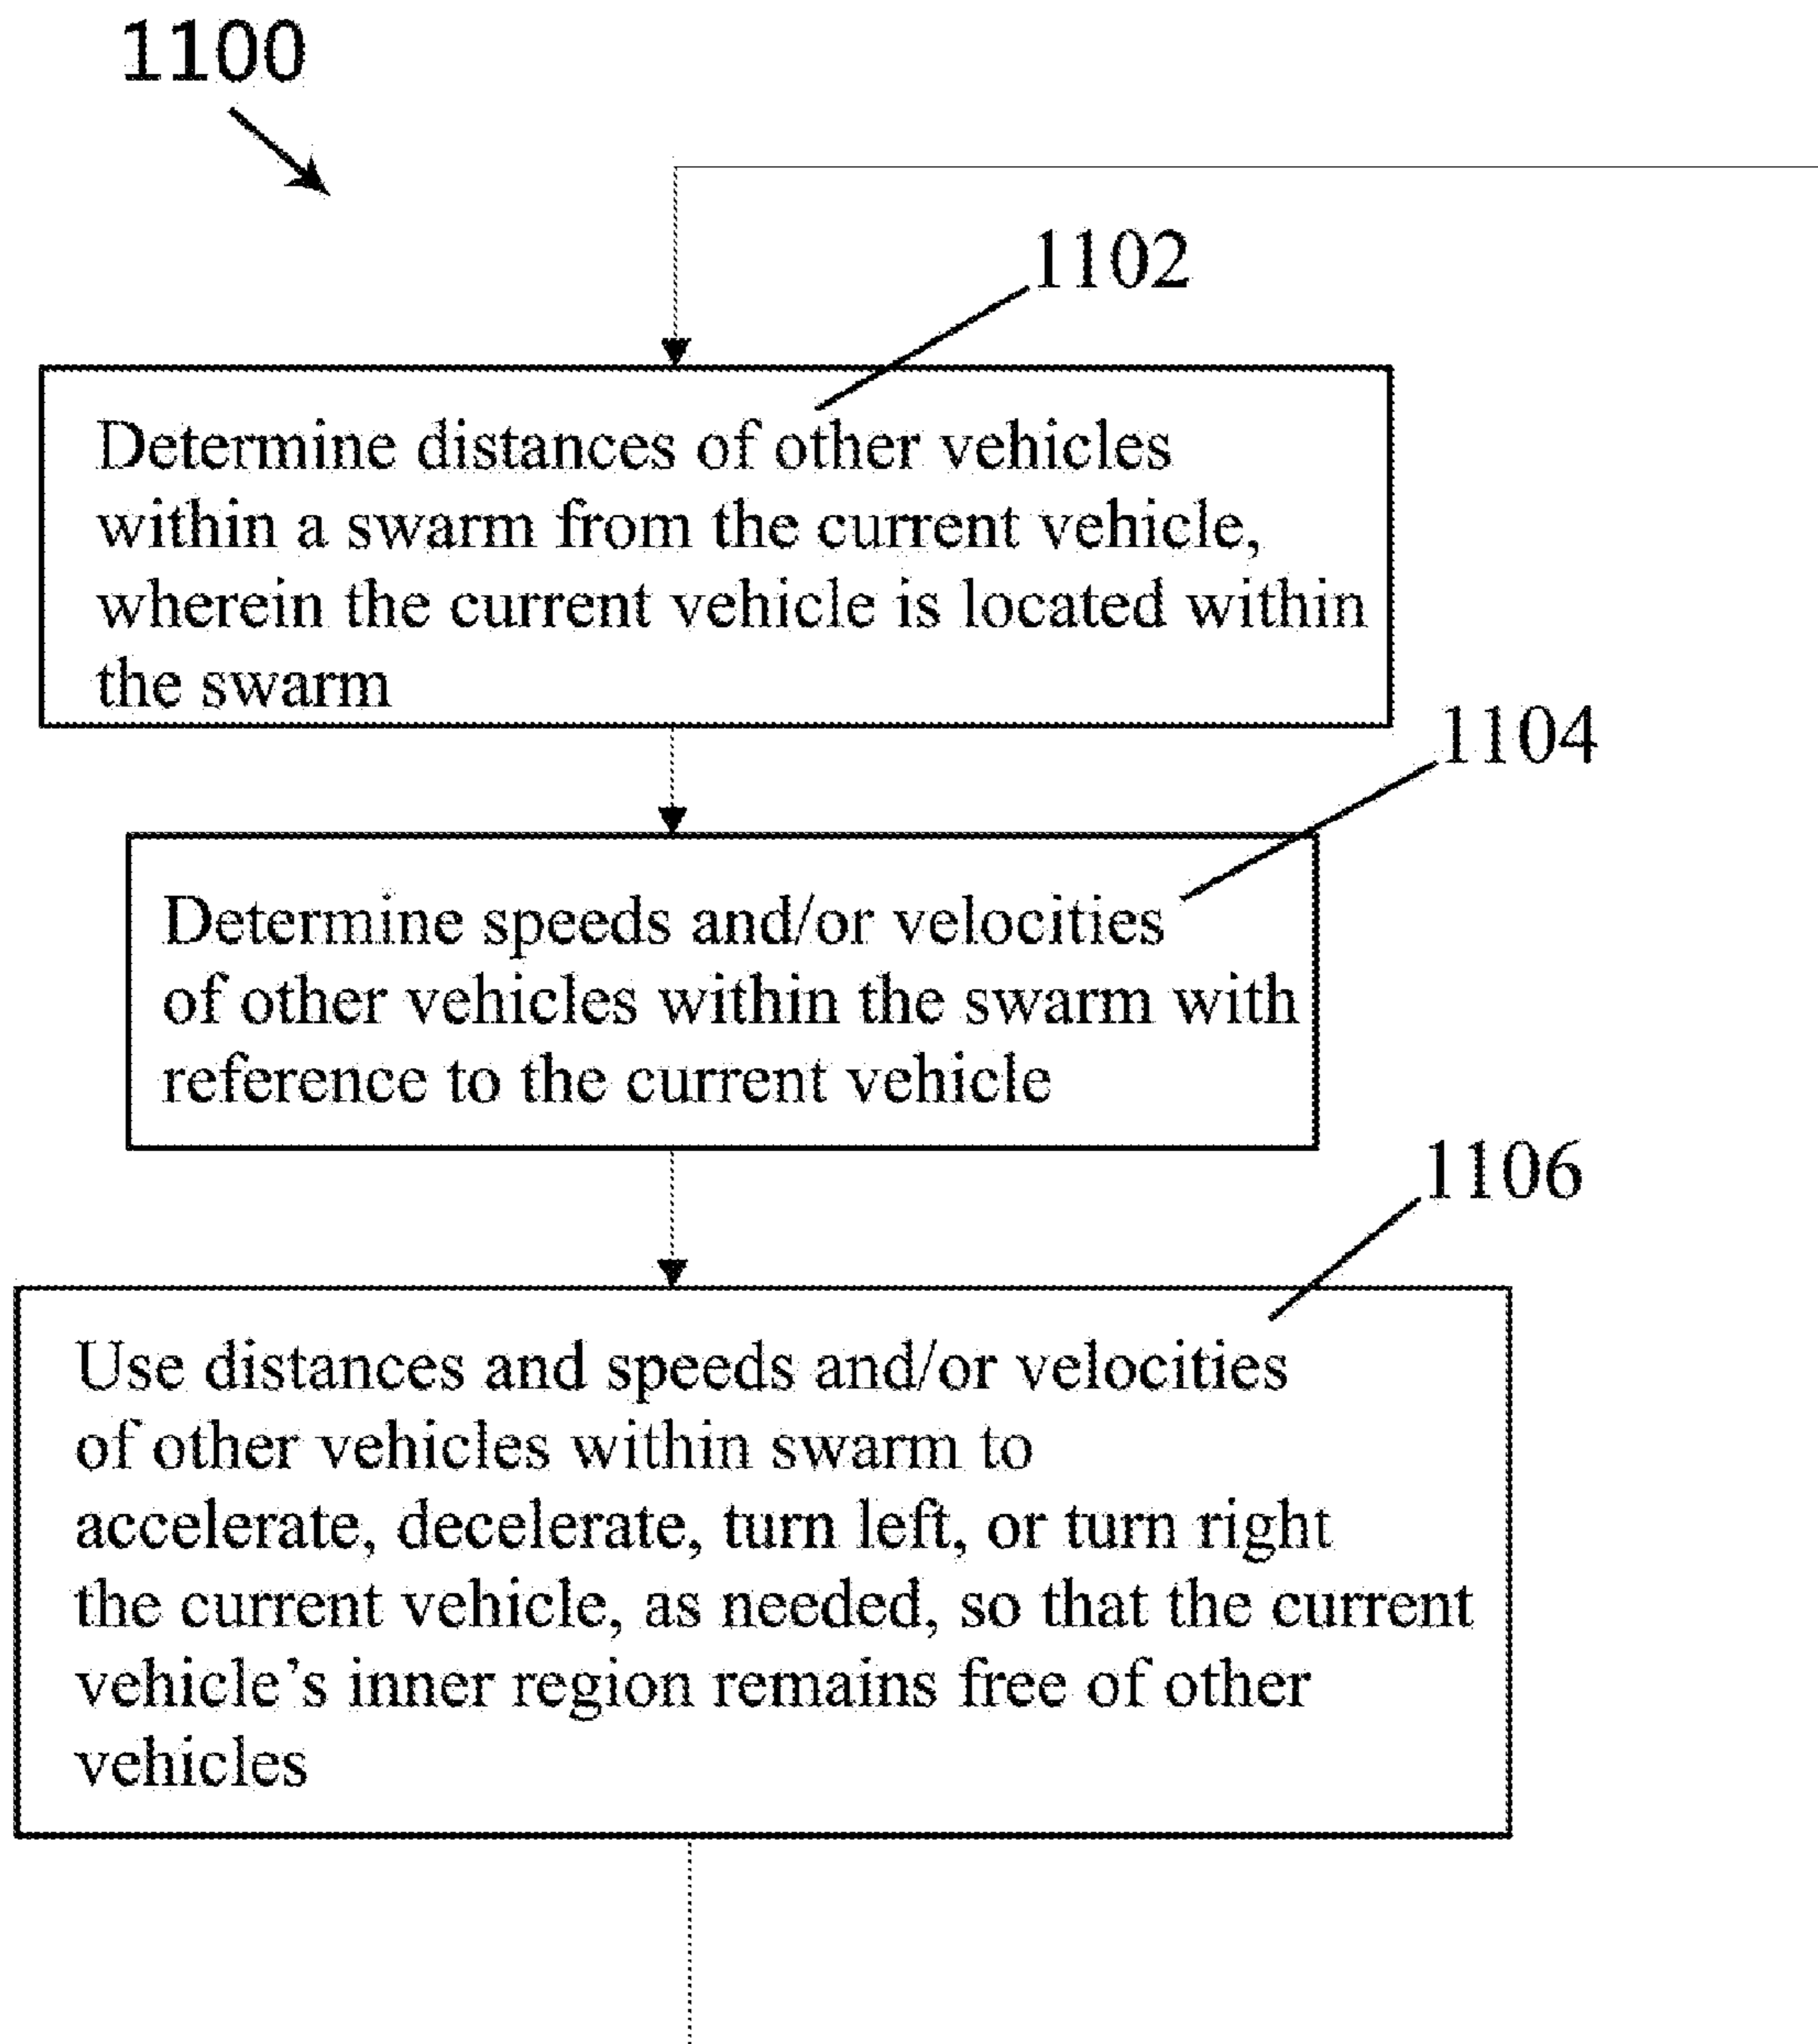 1100
1102
Determine distances of other vehicles
within a swarm from the current vehicle,
wherein the current vehicle is located within
the swarm
1104
Determine speeds and/or velocities
of other vehicles within the swarm with
reference to the current vehicle
1106
Use distances and speeds and/or velocities
of other vehicles within swarm to
accelerate, decelerate, turn left, or turn right
the current vehicle, as needed, so that the current
vehicle’s inner region remains free of other
vehicles